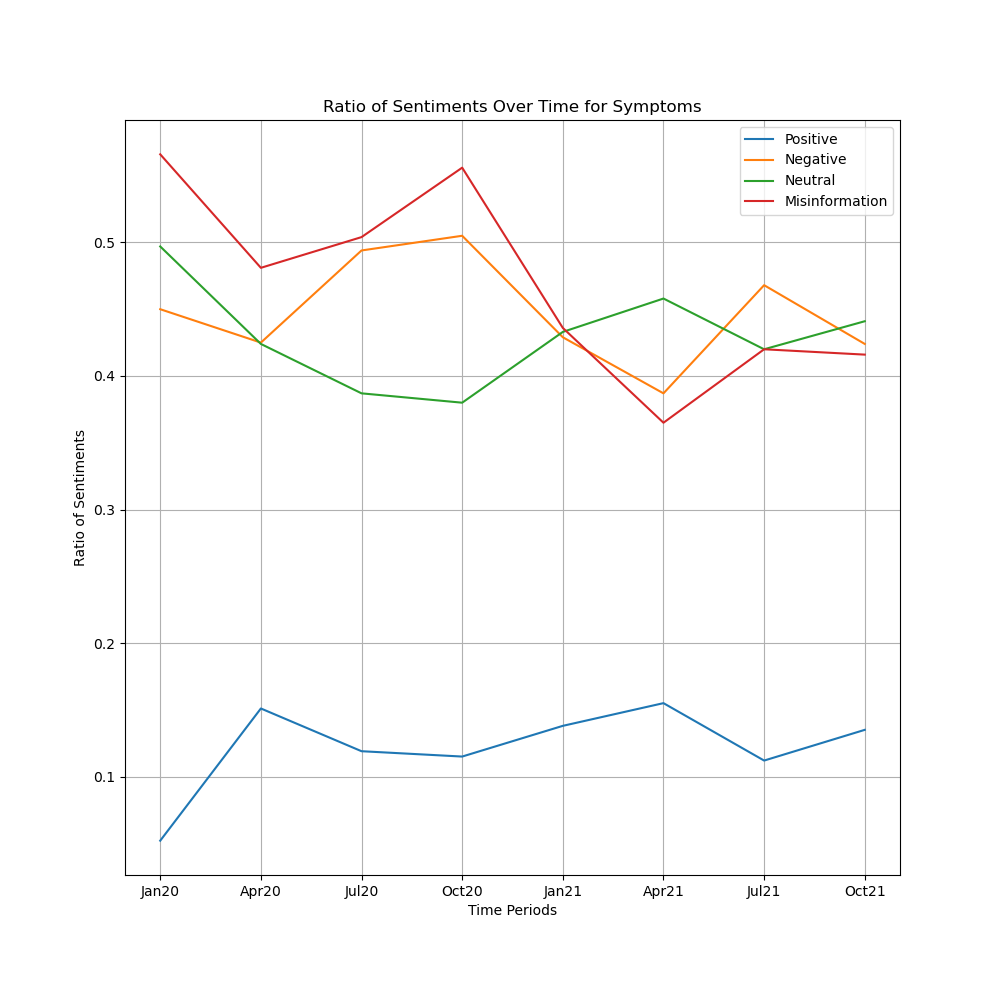 Ratio of Sentiments Over Time for Symptoms
Positive
Negative
Neutral
Misinformation
Ratio of Sentiments
0.5
0.4
0.3
0.2
0.1
Jan20 Apr20 Jul20 Oct20 Jan21 Apr21 Jul21 Oct21
Time Periods